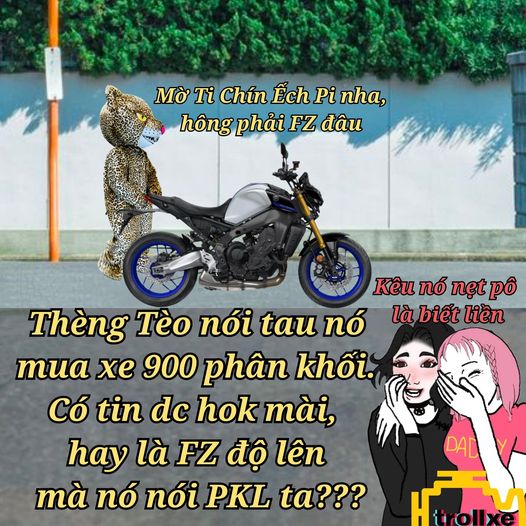 Mờ Ti Chín Ếch Pi nha,
hông phải FZ đâu
Kêu nó nẹt pô
là biết liền
Thèng Tèo nói tau nó
mua xe 900 phân khối.
Có tin dc hok mài,
hay là FZ độ lên
mà nó nói PKL ta???
DADDY
trollxe